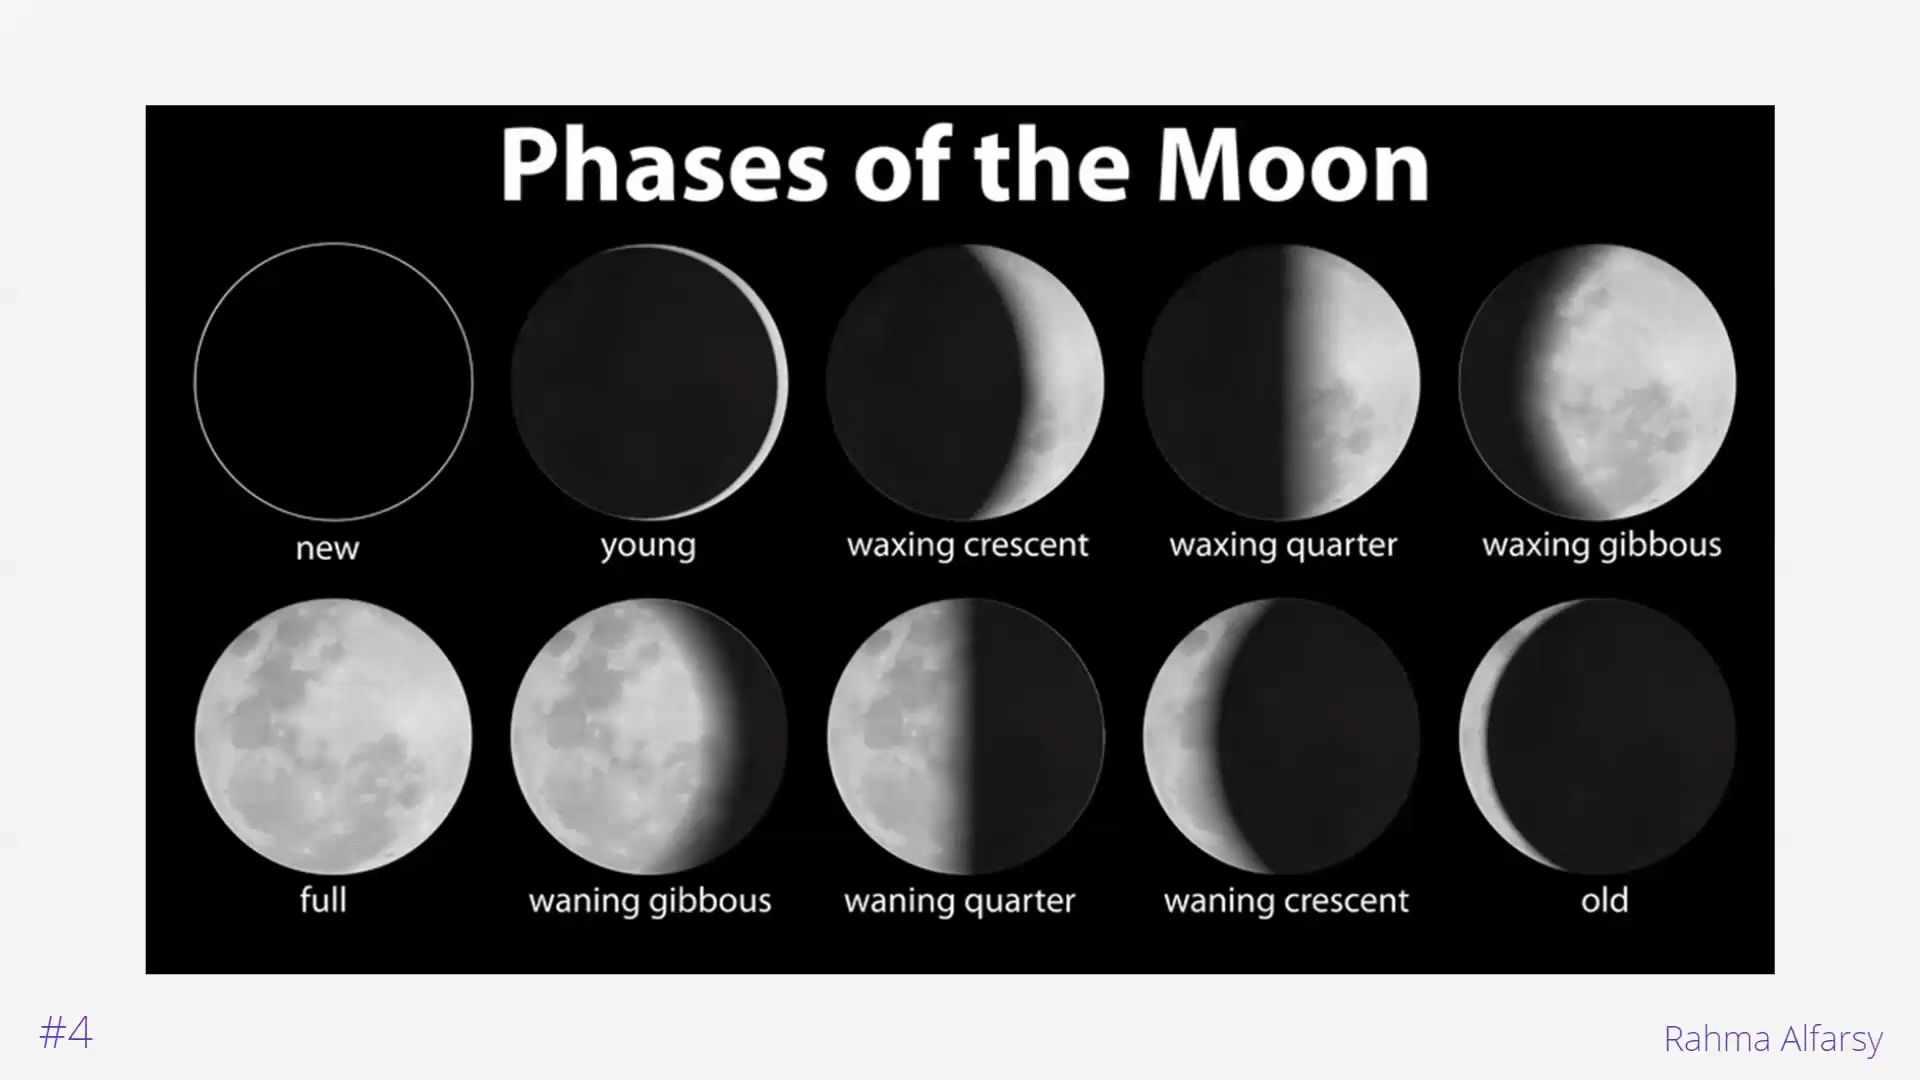 Phases of the Moon
new
young
waxing crescent
waxing quarter
waxing gibbous
full
waning gibbous
waning quarter
waning crescent
old
#4
Rahma Alfarsy